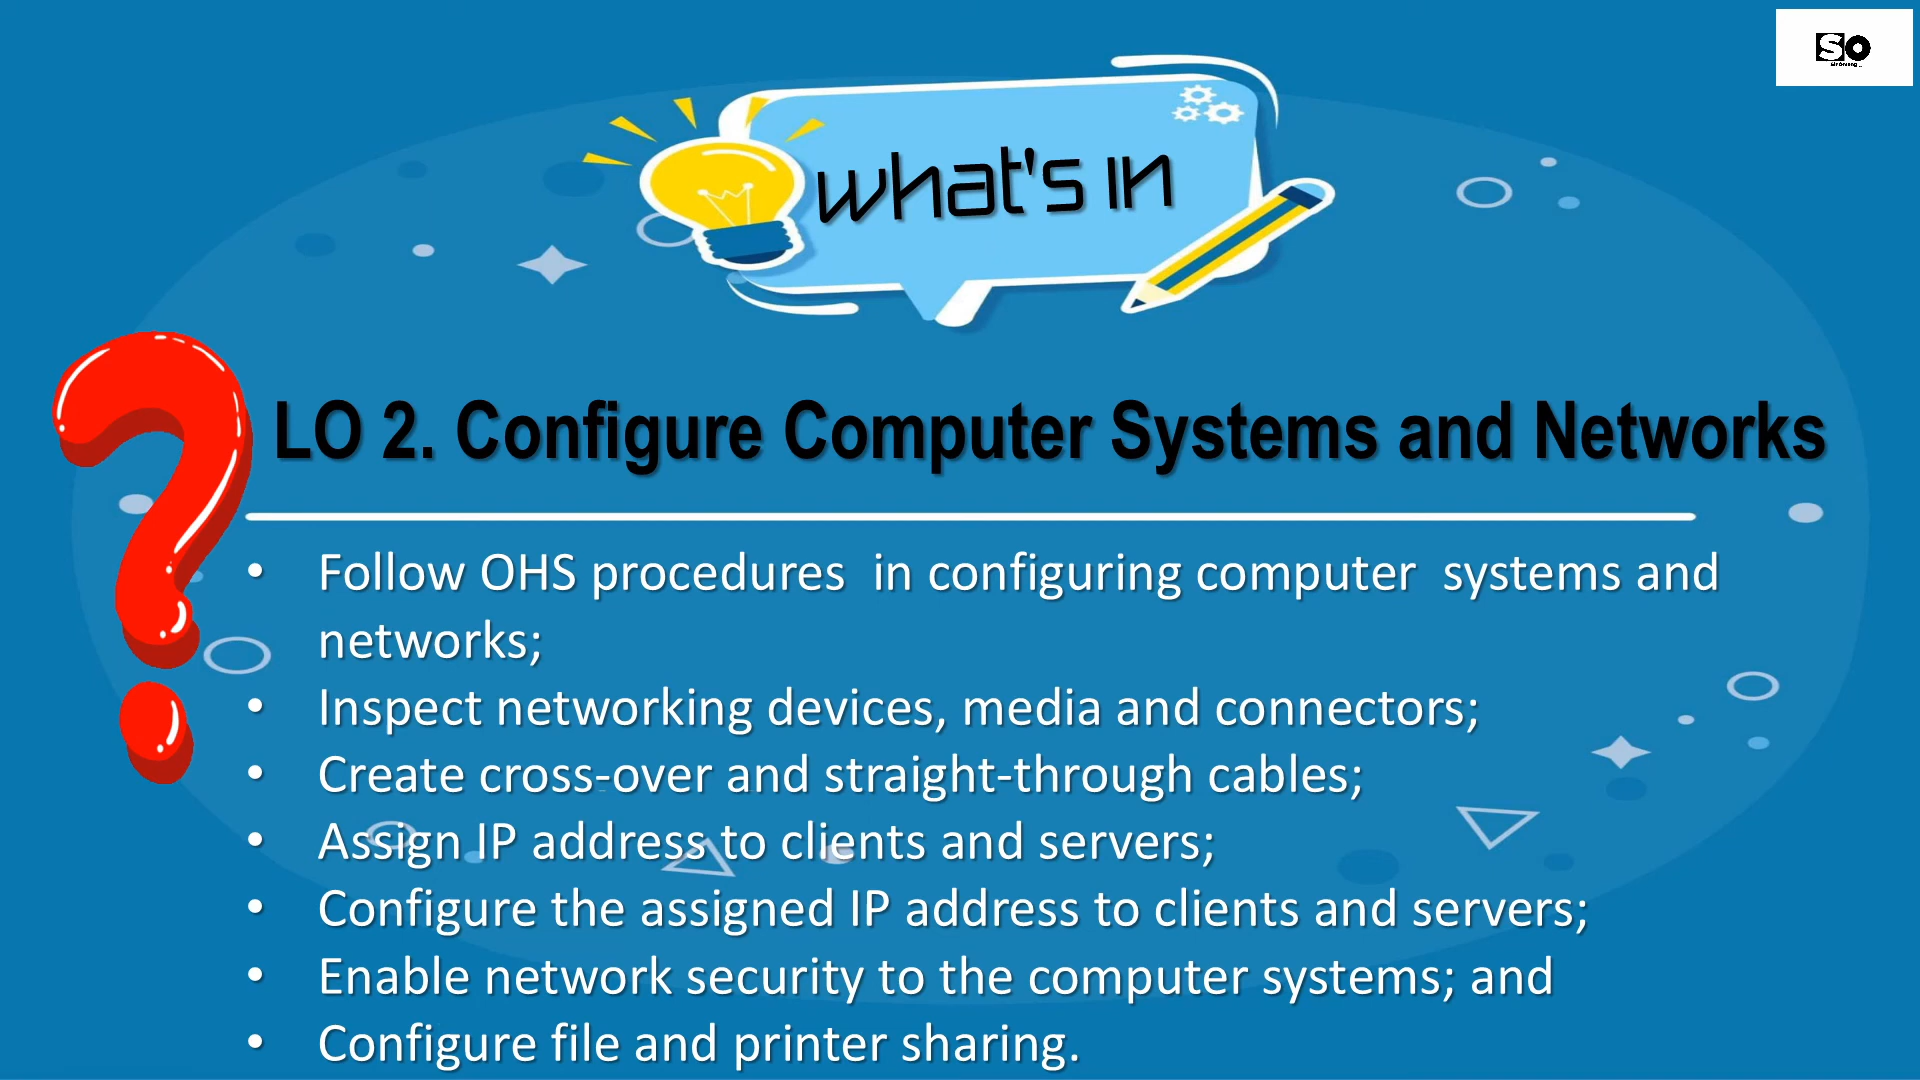 SO
what's in
LO 2. Configure Computer Systems and Networks
• Follow OHS procedures  in configuring computer  systems and
networks;
• Inspect networking devices, media and connectors;
• Create cross-over and straight-through cables;
• Assign IP address to clients and servers;
• Configure the assigned IP address to clients and servers;
• Enable network security to the computer systems; and
• Configure file and printer sharing.